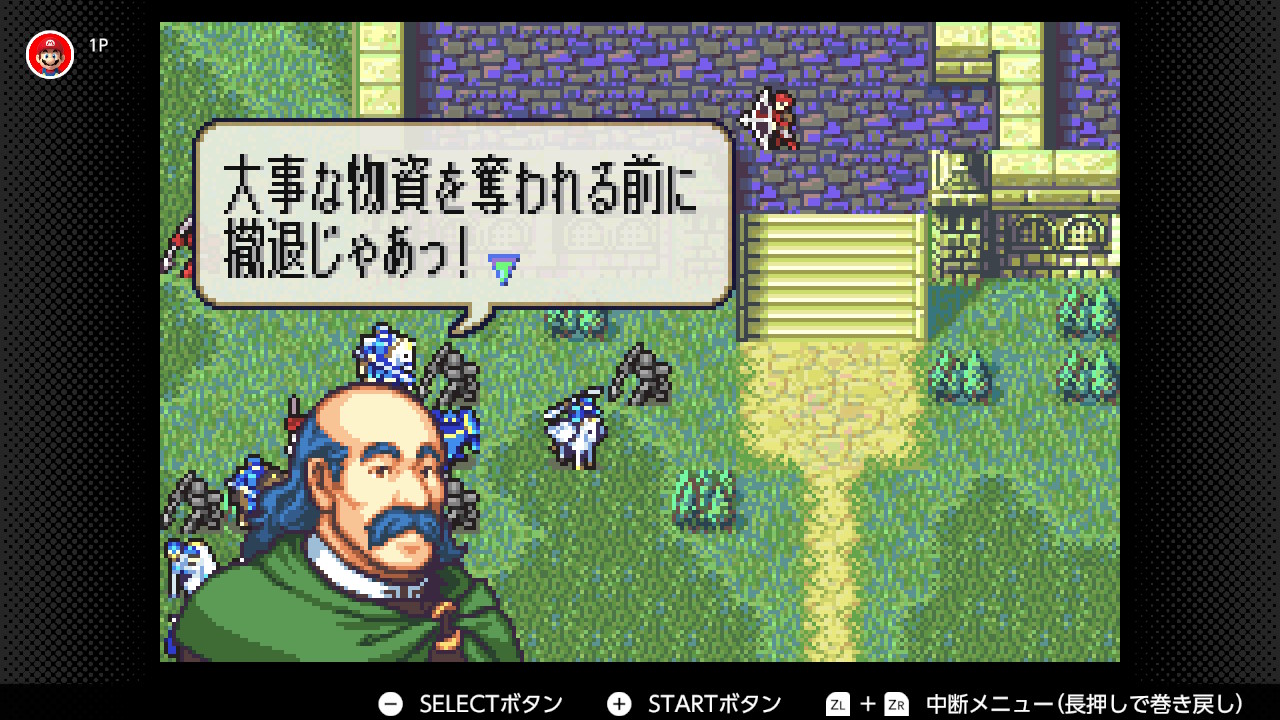 1P
大事な物資を奪われる前に
撤退じゃあっ!
SELECTボタン
STARTボタン
ZL + ZR 中断メニュー(長押しで巻き戻し)